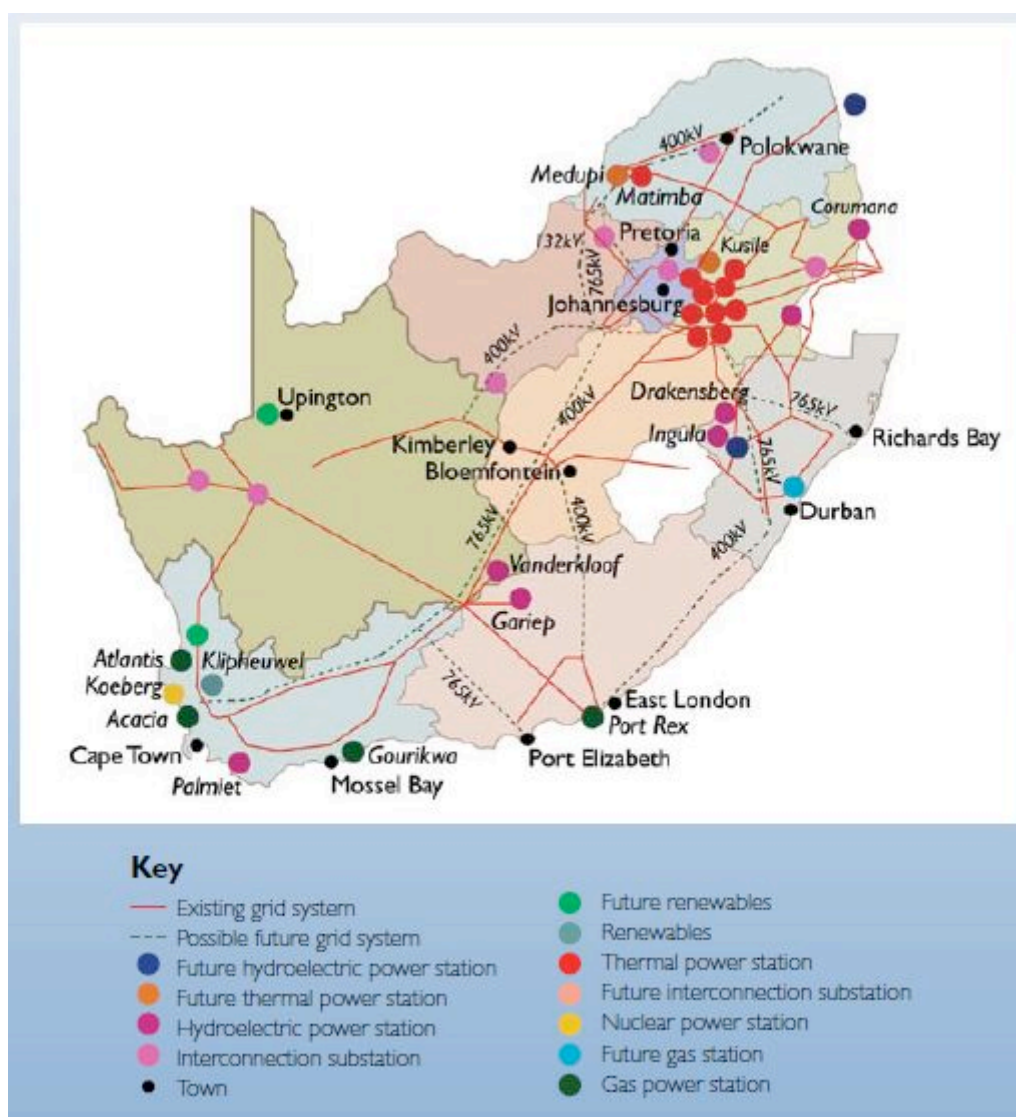 400kV
Polokwane
Medupi
Matimba
Corumana
132kV
Pretoria
Kusile
765kV
Johannesburg
400kV
400kV
Drakensberg
765kV
Upington
Ingula
Richards Bay
Kimberley
Bloemfontein
765kV
765kV
400kV
Durban
400kV
Vanderkloof
Gariep
Atlantis
Klipheuwel
Koeberg
765kV
East London
Acacia
Port Rex
Cape Town
Gourikwa
Port Elizabeth
Palmiet
Mossel Bay
Key
Existing grid system
Possible future grid system
Future hydroelectric power station
Future thermal power station
Hydroelectric power station
Interconnection substation
Town
Future renewables
Renewables
Thermal power station
Future interconnection substation
Nuclear power station
Future gas station
Gas power station